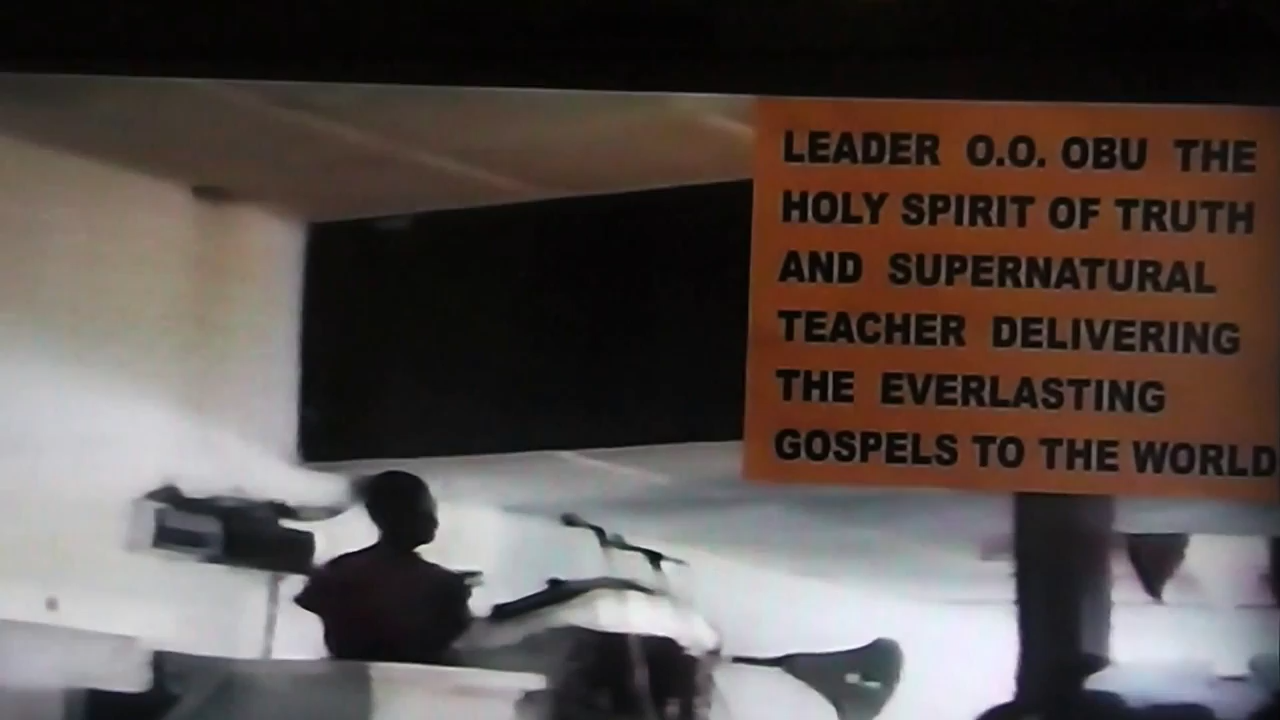 LEADER O.O. OBU THE
HOLY SPIRIT OF TRUTH
AND SUPERNATURAL
TEACHER DELIVERING
THE EVERLASTING
GOSPELS TO THE WORLD